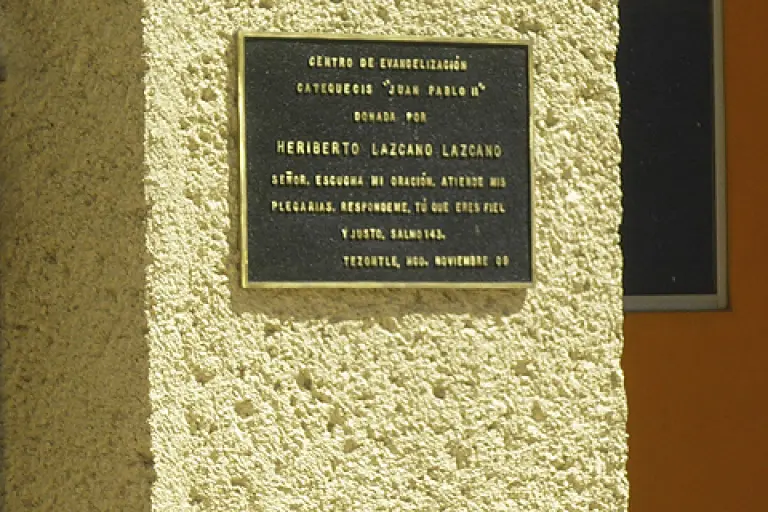 CENTRO DE EVANGELIZACIÓN
CATEQUECIS "JUAN PABLO II"
DONADA POR
HERIBERTO LAZCANO LAZCANO
SEÑOR, ESCUCHA MI ORACIÓN, ATIENDE MIS
PLEGARIAS, RESPONDEME, TÚ QUE ERES FIEL
Y JUSTO, SALMO 143.
TEZONTLE, HGO. NOVIEMBRE 09